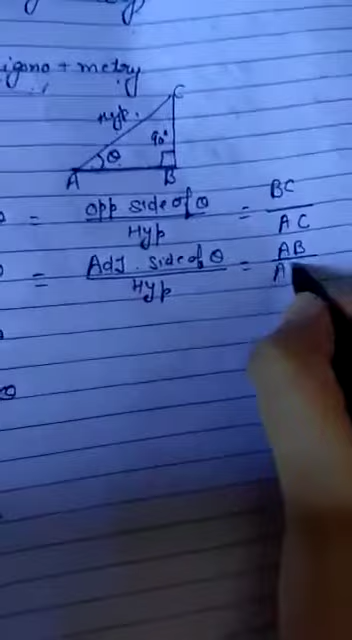 igono + metry
C
Hyp.
90°
θ
A
B
θ = opp side of θ / Hyp = BC / AC
θ = Adj. side of θ / Hyp = AB / A
θ